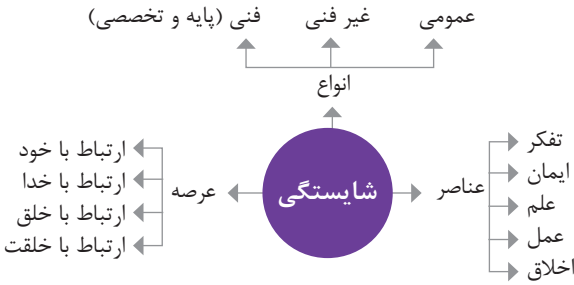 عمومی
غیر فنی
فنی (پایه و تخصصی)
انواع
شایستگی
عناصر
تفکر
ایمان
علم
عمل
اخلاق
عرصه
ارتباط با خود
ارتباط با خدا
ارتباط با خلق
ارتباط با خلقت